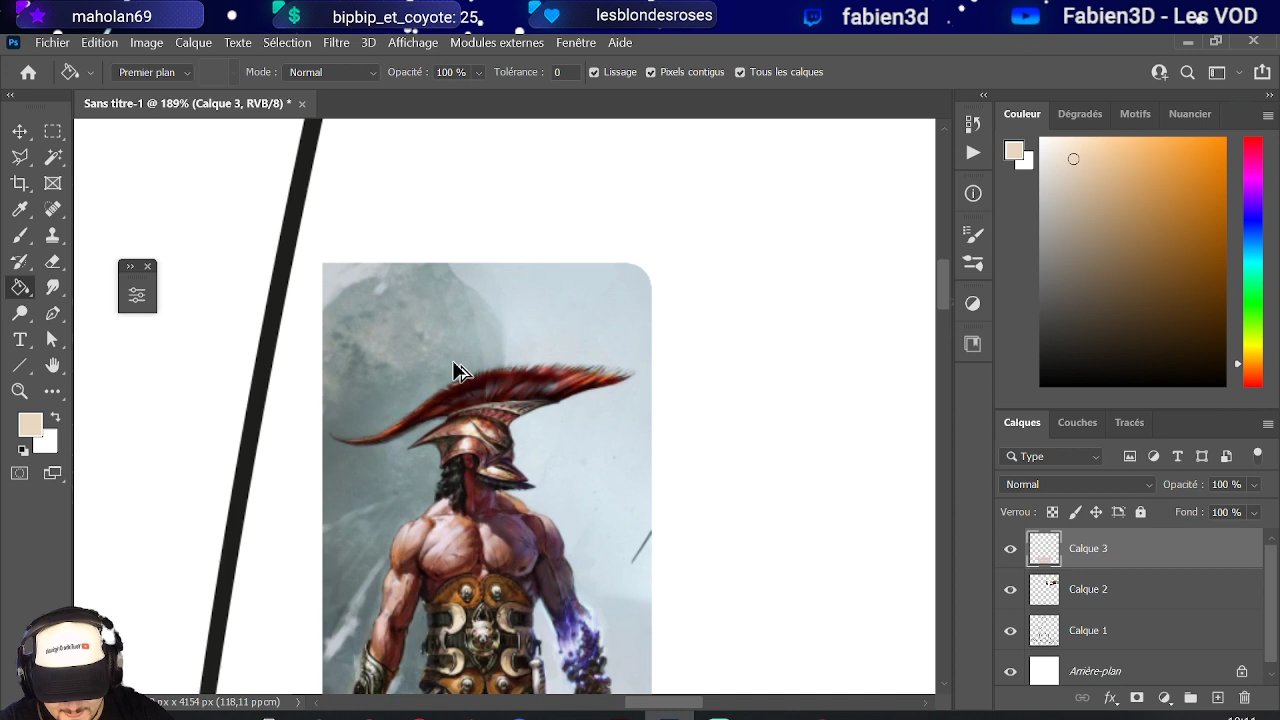 maholan69
bipbip_et_coyote: 25
lesblondesroses
fabien3d
Fabien3D - Les VOD
Ps
Fichier Edition Image Calque Texte Sélection Filtre 3D Affichage Modules externes Fenêtre Aide
Premier plan
Mode : Normal
Opacité : 100 %
Tolérance : 0
Lissage
Pixels contigus
Tous les calques
Sans titre-1 @ 189% (Calque 3, RVB/8) *
Couleur Dégradés Motifs Nuancier
Calques Couches Tracés
Type
Normal
Opacité : 100 %
Verrou :
Fond : 100 %
Calque 3
Calque 2
Calque 1
Arrière-plan
px x 4154 px (118,11 ppcm)